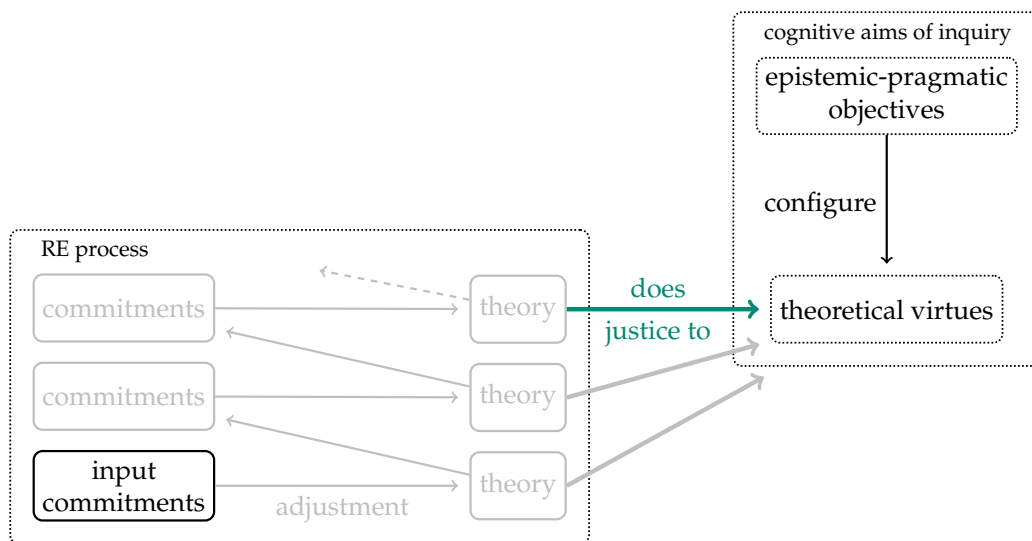 cognitive aims of inquiry
epistemic-pragmatic
objectives
configure
theoretical virtues
does
justice to
RE process
commitments
theory
commitments
theory
input
commitments
adjustment
theory